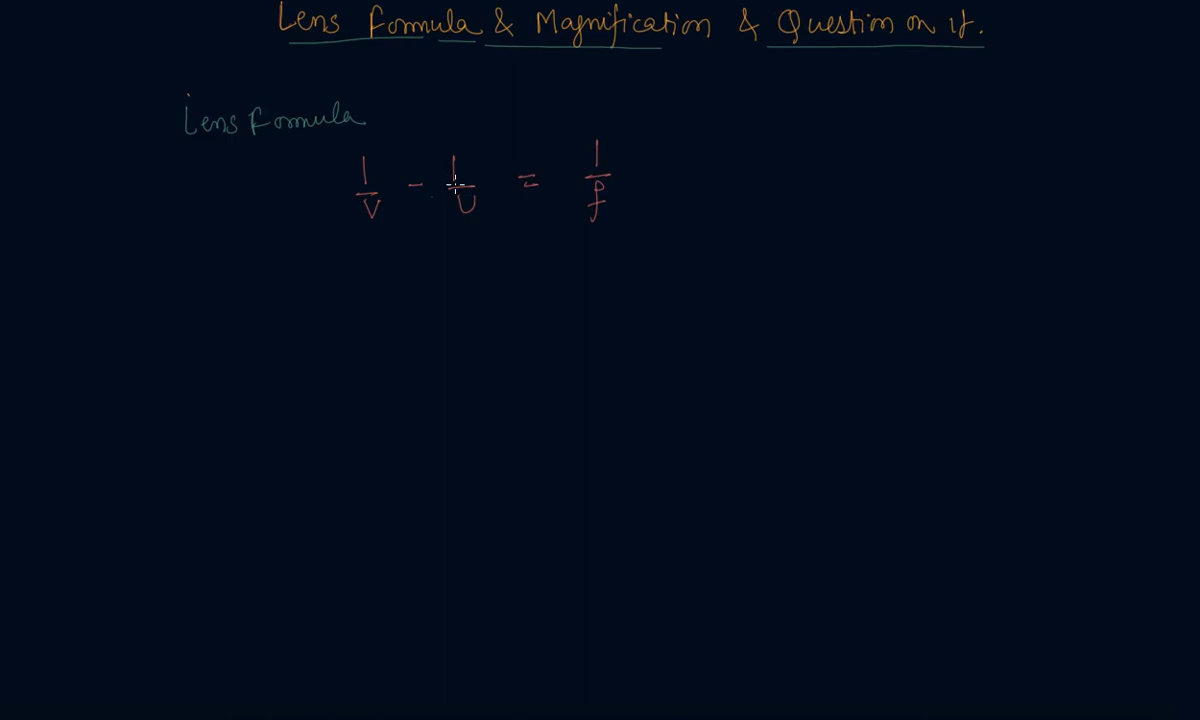 Lens Formula & Magnification & Question on it.
Lens Formula
1/V - 1/U = 1/f